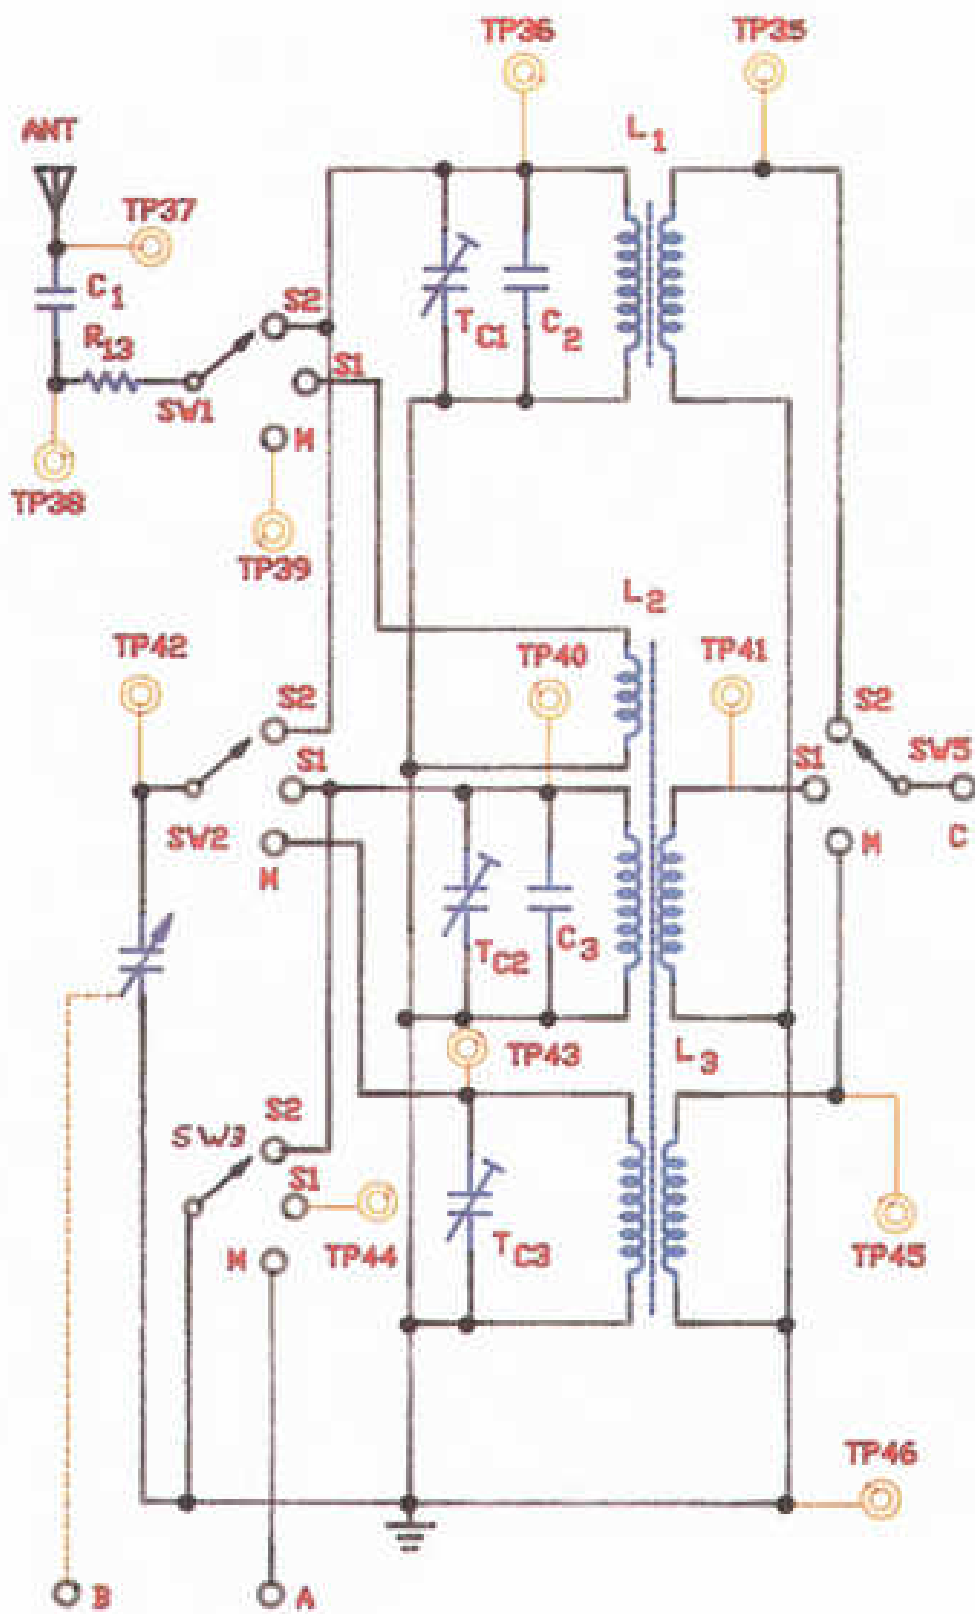 TP36
TP35
ANT
L1
TP37
C1
S2
TC1
C2
R13
S1
SW1
M
TP38
TP39
L2
TP42
TP40
TP41
S2
S2
S1
SW5
S1
SW2
M
M
C
TC2
C3
TP43
L3
S2
SW3
S1
M
TP44
TC3
TP45
TP46
B
A